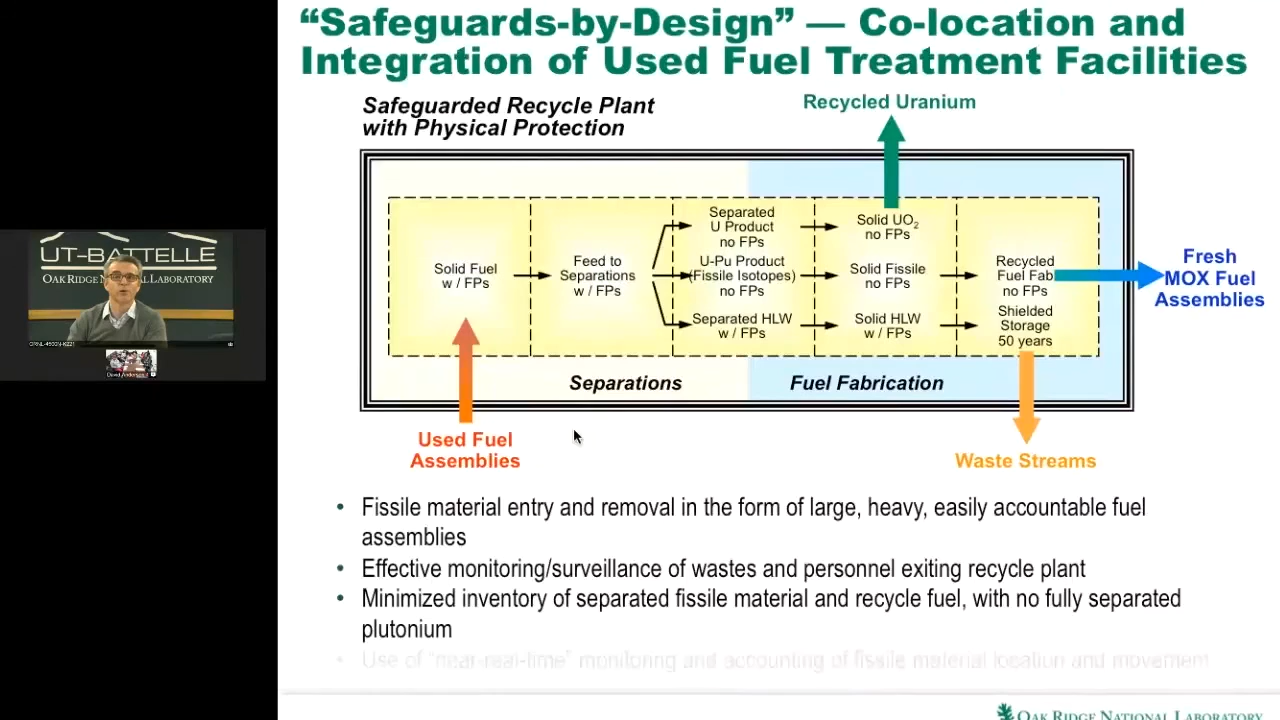 “Safeguards-by-Design” — Co-location and
Integration of Used Fuel Treatment Facilities
Safeguarded Recycle Plant
with Physical Protection
Recycled Uranium
Solid Fuel
w / FPs
Feed to
Separations
w / FPs
Separated
U Product
no FPs
U-Pu Product
(Fissile Isotopes)
no FPs
Separated HLW
w / FPs
Solid UO2
no FPs
Solid Fissile
no FPs
Solid HLW
w / FPs
Recycled
Fuel Fab
no FPs
Shielded
Storage
50 years
Fresh
MOX Fuel
Assemblies
Separations
Fuel Fabrication
Used Fuel
Assemblies
Waste Streams
• Fissile material entry and removal in the form of large, heavy, easily accountable fuel
assemblies
• Effective monitoring/surveillance of wastes and personnel exiting recycle plant
• Minimized inventory of separated fissile material and recycle fuel, with no fully separated
plutonium
• Use of “near-real-time” monitoring and accounting of fissile material location and movement
OAK RIDGE NATIONAL LABORATORY
UT-BATTELLE
OAK RIDGE NATIONAL LABORATORY
David Anderson